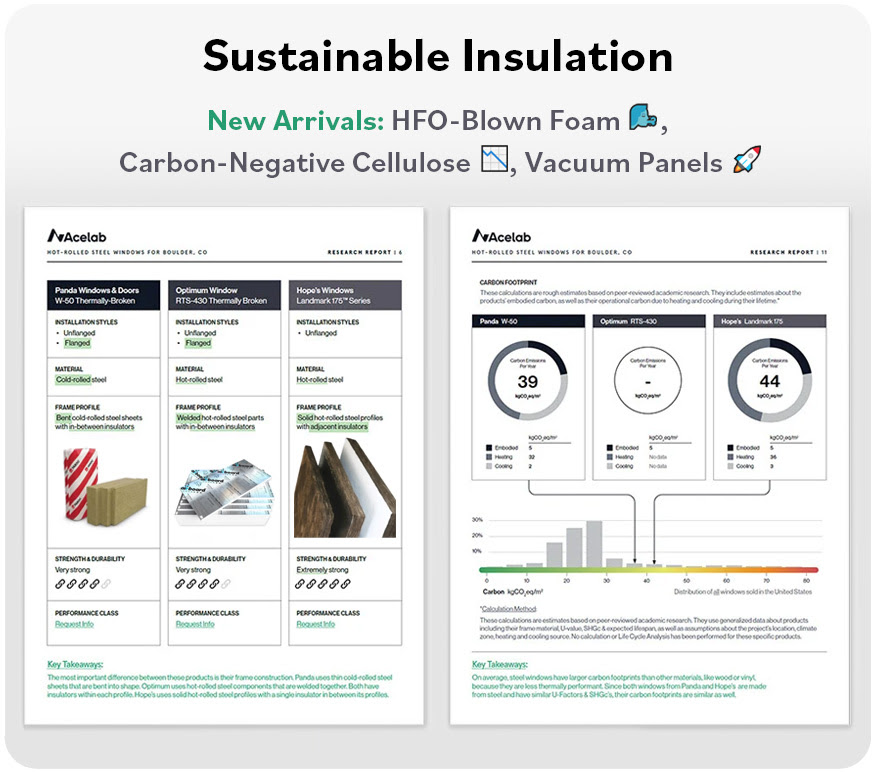 Sustainable Insulation
New Arrivals: HFO-Blown Foam 🌬️,
Carbon-Negative Cellulose 📉, Vacuum Panels 🚀
Acelab
HOT-ROLLED STEEL WINDOWS FOR BOULDER, CO RESEARCH REPORT | 6
Panda Windows & Doors
W-50 Thermally-Broken
Optimum Window
RTS-430 Thermally Broken
Hope's Windows
Landmark 175™ Series
INSTALLATION STYLES
• Unflanged
• Flanged
INSTALLATION STYLES
• Unflanged
• Flanged
INSTALLATION STYLES
• Unflanged
MATERIAL
Cold-rolled steel
MATERIAL
Hot-rolled steel
MATERIAL
Hot-rolled steel
FRAME PROFILE
Bent cold-rolled steel sheets
with in-between insulators
FRAME PROFILE
Welded hot-rolled steel parts
with in-between insulators
FRAME PROFILE
Solid hot-rolled steel profiles
with adjacent insulators
STRENGTH & DURABILITY
Very strong
STRENGTH & DURABILITY
Very strong
STRENGTH & DURABILITY
Extremely strong
PERFORMANCE CLASS
Request Info
PERFORMANCE CLASS
Request Info
PERFORMANCE CLASS
Request Info
Key Takeaways:
The most important difference between these products is their frame construction. Panda uses thin cold-rolled steel
sheets that are bent into shape. Optimum uses hot-rolled steel components that are welded together. Both have
insulators within each profile. Hope's uses solid hot-rolled steel profiles with a single insulator in between its profiles.
Acelab
HOT-ROLLED STEEL WINDOWS FOR BOULDER, CO RESEARCH REPORT | 11
CARBON FOOTPRINT
These calculations are rough estimates based on peer-reviewed academic research. They include estimates about the
products' embodied carbon, as well as their operational carbon due to heating and cooling during their lifetime.*
Panda W-50
Optimum RTS-430
Hope's Landmark 175
Carbon Emissions
Per Year
39
kgCO₂eq/m²
Carbon Emissions
Per Year
-
kgCO₂eq/m²
Carbon Emissions
Per Year
44
kgCO₂eq/m²
kgCO₂eq/m²
Embodied 5
Heating 32
Cooling 2
kgCO₂eq/m²
Embodied 5
Heating No data
Cooling No data
kgCO₂eq/m²
Embodied 5
Heating 36
Cooling 3
30%
20%
10%
0 10 20 30 40 50 60 70 80
Carbon kgCO₂eq/m² Distribution of all windows sold in the United States
*Calculation Method:
These calculations are estimates based on peer-reviewed academic research. They use generalized data about products
including their frame material, U-value, SHGc & expected lifespan, as well as assumptions about the project's location, climate
zone, heating and cooling source. No calculation or Life Cycle Analysis has been performed for these specific products.
Key Takeaways:
On average, steel windows have larger carbon footprints than other materials, like wood or vinyl,
because they are less thermally performant. Since both windows from Panda and Hope's are made
from steel and have similar U-Factors & SHGc's, their carbon footprints are similar as well.